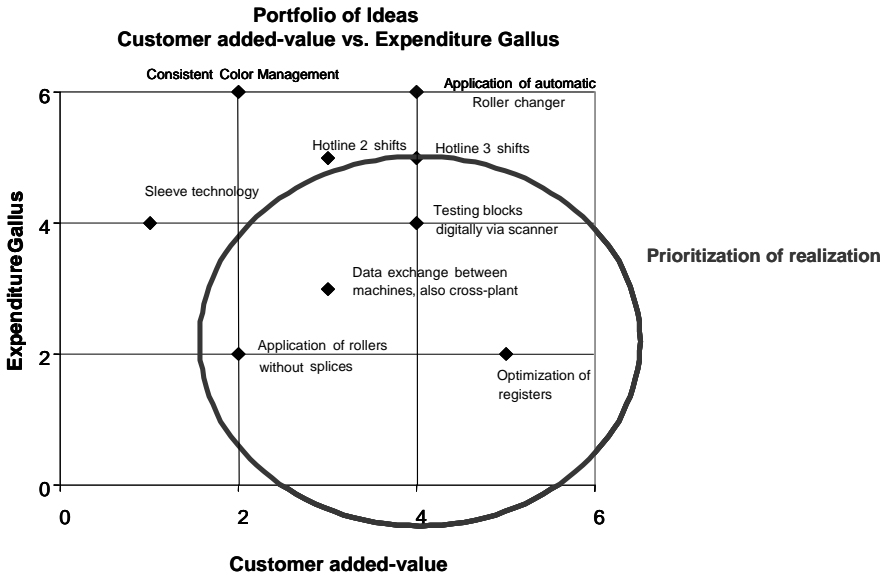 Portfolio of Ideas
Customer added-value vs. Expenditure Gallus
Consistent Color Management
Application of automatic
Roller changer
6
Hotline 2 shifts
Hotline 3 shifts
Sleeve technology
Testing blocks
digitally via scanner
4
Prioritization of realization
Data exchange between
machines, also cross-plant
Expenditure Gallus
Application of rollers
without splices
2
Optimization of
registers
0
0
2
4
6
Customer added-value